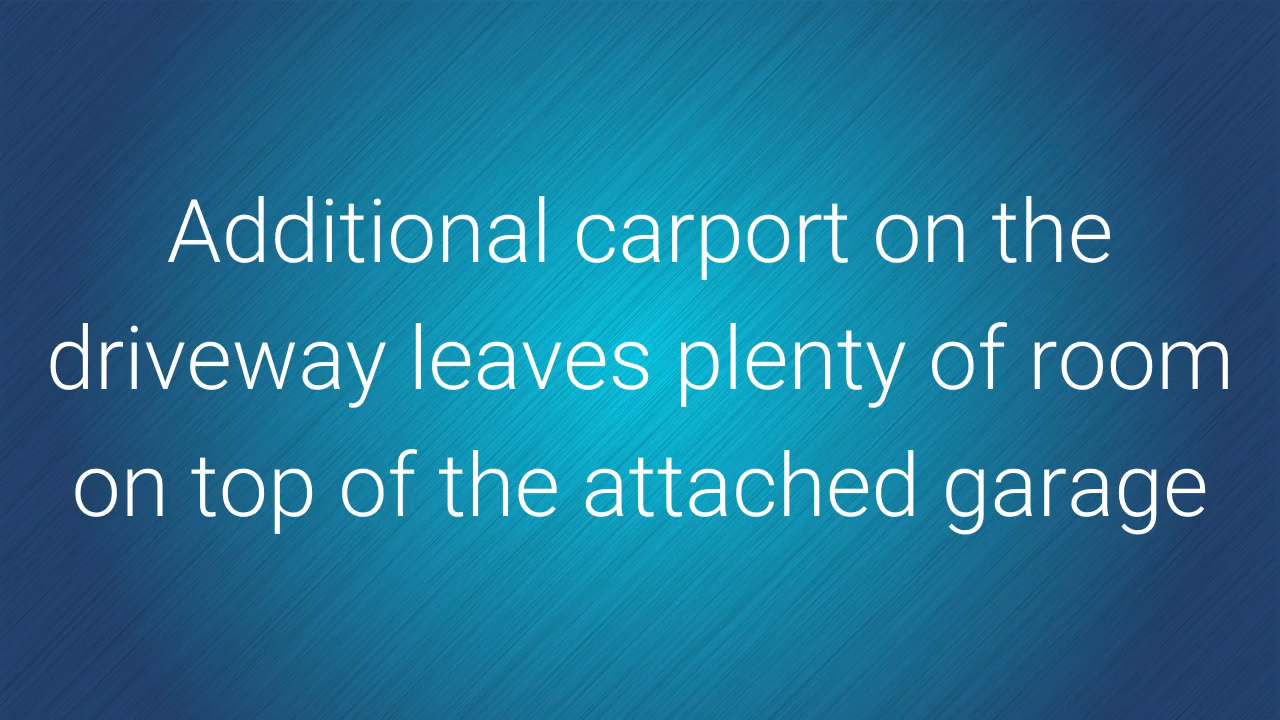 Additional carport on the
driveway leaves plenty of room
on top of the attached garage